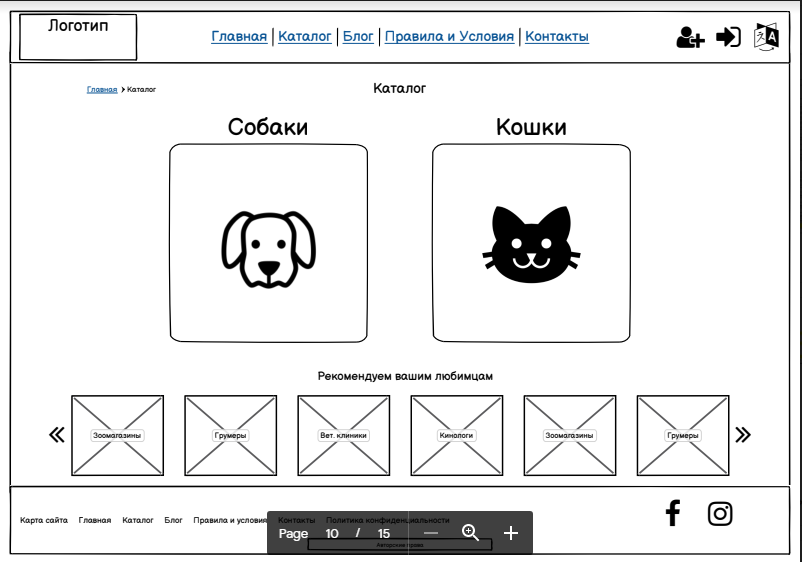 Логотип
Главная | Каталог | Блог | Правила и Условия | Контакты
A
Главная > Каталог
Каталог
Собаки
Кошки
Рекомендуем вашим любимцам
Зоомагазины
Грумеры
Вет. клиники
Кинологи
Зоомагазины
Грумеры
Карта сайта Главная Каталог Блог Правила и условия Контакты Политика конфиденциальности
Page 10 / 15
Авторские право